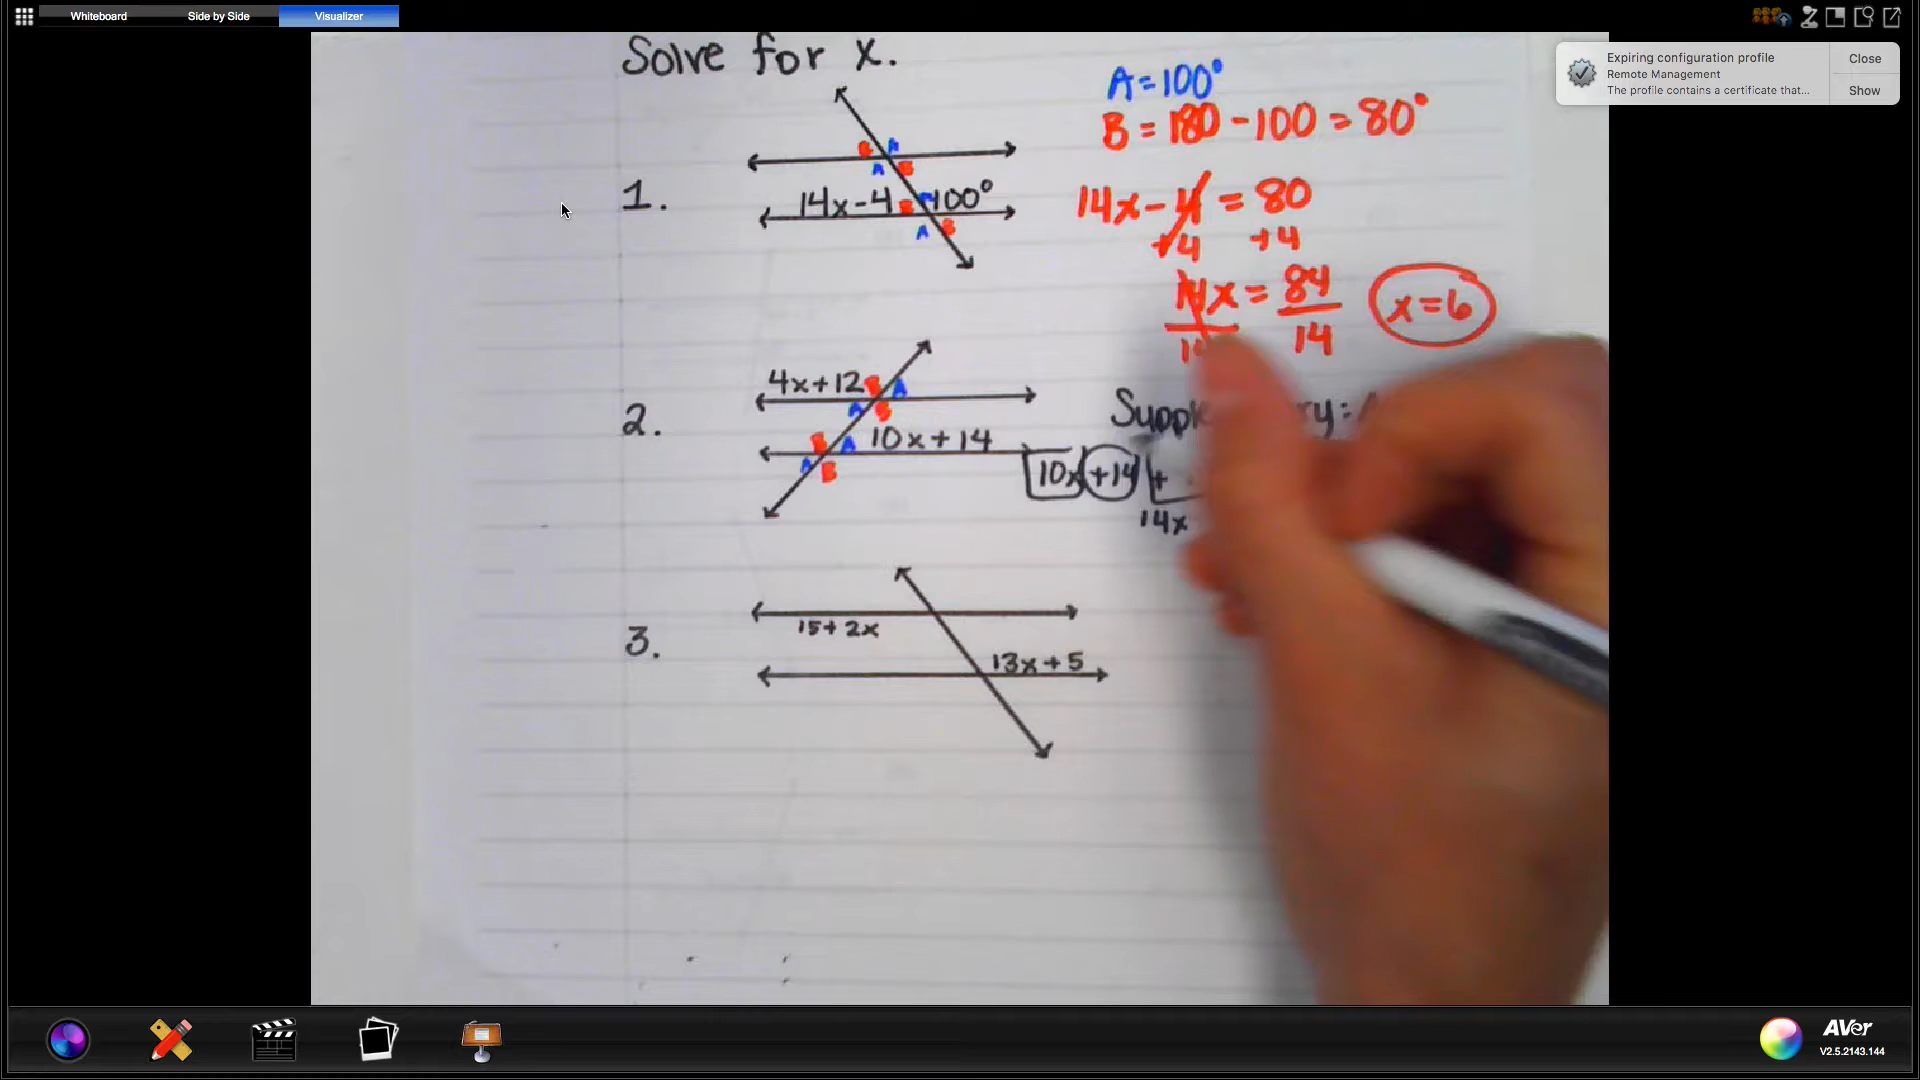 Whiteboard
Side by Side
Visualizer
Expiring configuration profile
Remote Management
The profile contains a certificate that...
Close
Show
Solve for x.
A = 100°
B = 180 - 100 = 80°
1.
B A
A B
14x-4 B A 100°
A B
14x - 4 = 80
+4 +4
14x = 84
14
x = 6
2.
4x+12 B A
A B
B A 10x + 14
A B
10x +14 +
14x
3.
15+ 2x
13x + 5
AVer
V2.5.2143.144